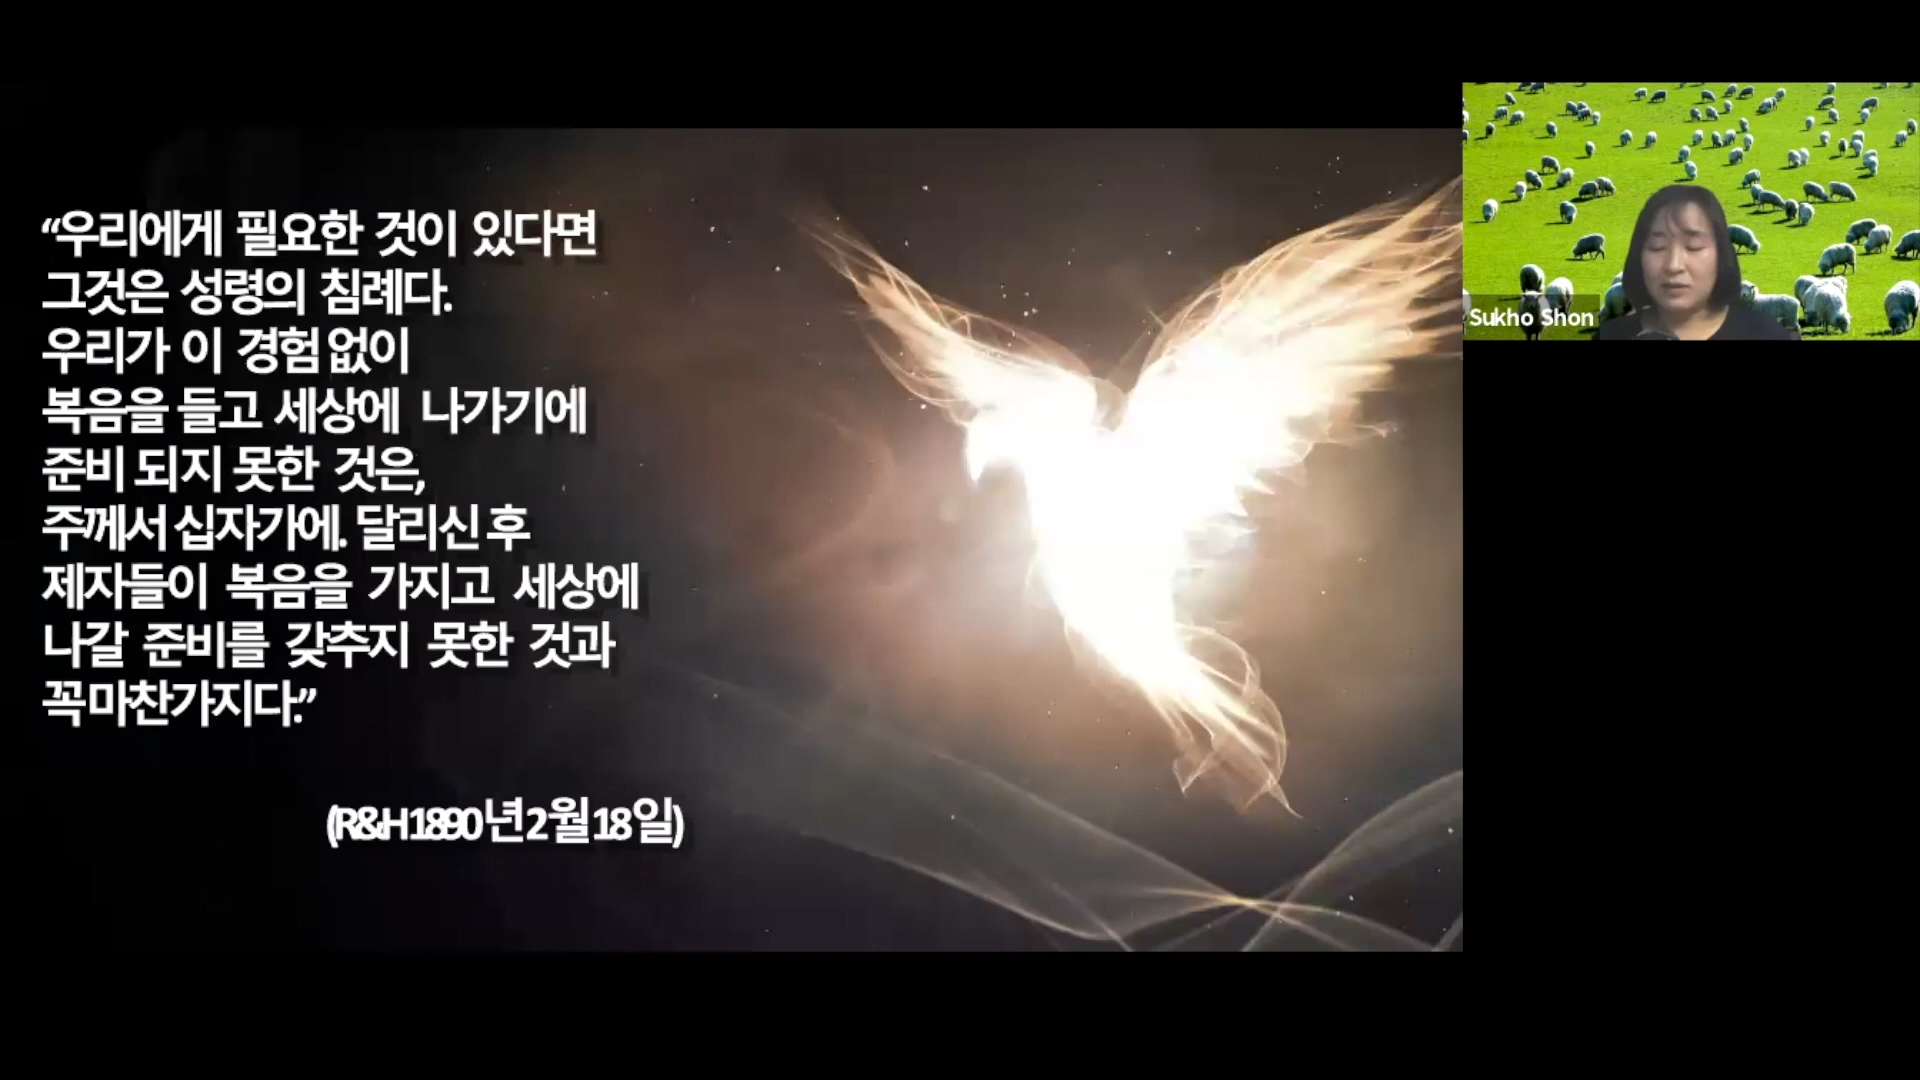 “우리에게 필요한 것이 있다면
그것은 성령의 침례다.
우리가 이 경험 없이
복음을 들고 세상에 나가기에
준비 되지 못한 것은,
주께서 십자가에. 달리신 후
제자들이 복음을 가지고 세상에
나갈 준비를 갖추지 못한 것과
꼭 마찬가지다.”
(R&H 1890년 2월 18일)
Sukho Shon